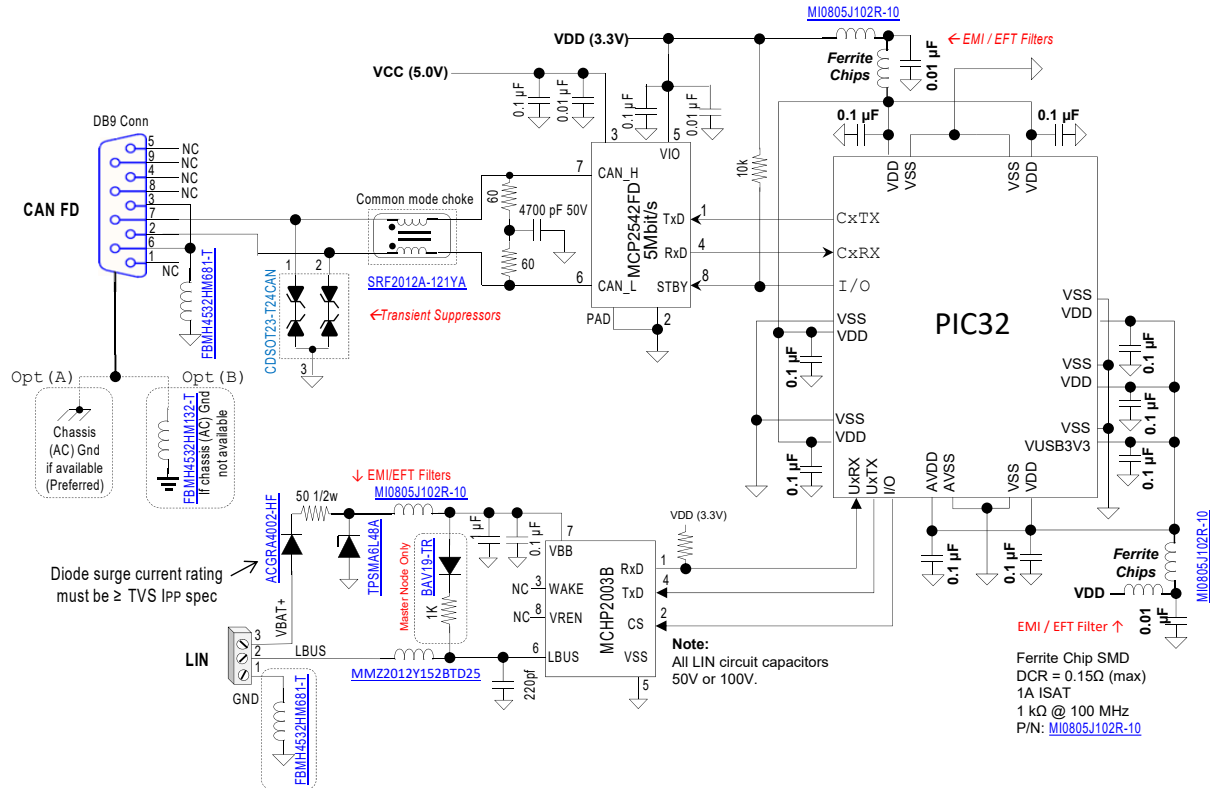 MI0805J102R-10
VDD (3.3V)
←EMI / EFT Filters
Ferrite
Chips
0.01 µF
VCC (5.0V)
0.1 µF
0.01 µF
0.1 µF
0.01 µF
0.1 µF
0.1 µF
DB9 Conn
5
9
4
8
3
7
2
6
1
NC
NC
NC
NC
NC
CAN FD
3
5
VIO
7
CAN_H
6
CAN_L
MCP2542FD
5Mbit/s
TxD
1
RxD
4
STBY
8
PAD
2
10k
60
60
4700 pF 50V
Common mode choke
SRF2012A-121YA
1
2
3
CDSOT23-T24CAN
←Transient Suppressors
FBMH4532HM681-T
VDD
VSS
VSS
VDD
CxTX
CxRX
I/O
PIC32
VSS
VDD
0.1 µF
VSS
VDD
0.1 µF
VSS
VDD
0.1 µF
VSS
VDD
0.1 µF
VSS
VUSB3V3
0.1 µF
UxRX
UxTX
I/O
AVDD
AVSS
VSS
VDD
0.1 µF
0.1 µF
Opt(A)
Opt(B)
Chassis
(AC) Gnd
if available
(Preferred)
FBMH4532HM132-T
If chassis (AC) Gnd
not available
↓ EMI/EFT Filters
MI0805J102R-10
50 1/2w
ACGRA4002-HF
TPSMA6L48A
Master Node Only
BAV19-TR
1K
1 µF
0.1 µF
7
VBB
NC
3
WAKE
NC
8
VREN
6
LBUS
MCHP2003B
RxD
1
TxD
4
CS
2
VSS
5
VDD (3.3V)
Diode surge current rating
must be ≥ TVS IPP spec
VBAT+
LIN
3
2
1
LBUS
GND
MMZ2012Y152BTD25
220pf
FBMH4532HM681-T
Note:
All LIN circuit capacitors
50V or 100V.
Ferrite
Chips
VDD
MI0805J102R-10
0.01
µF
EMI / EFT Filter ↑
Ferrite Chip SMD
DCR = 0.15Ω (max)
1A ISAT
1 kΩ @ 100 MHz
P/N: MI0805J102R-10